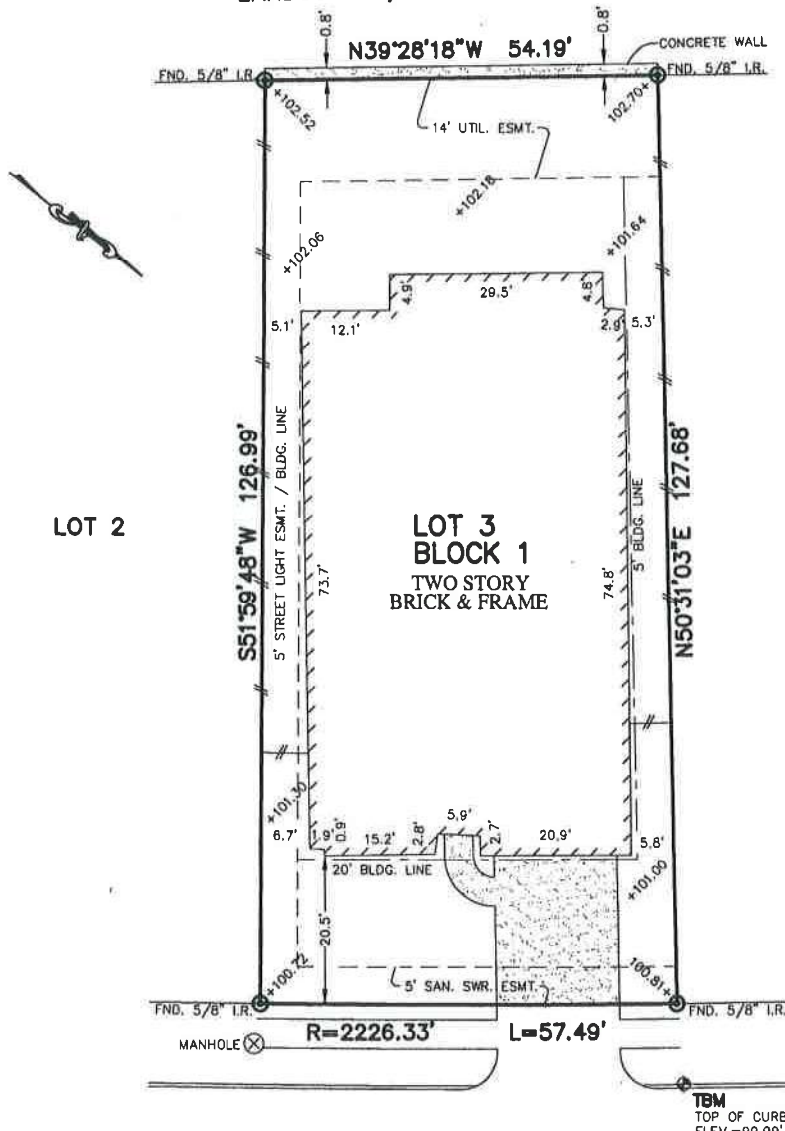 0.8'
0.8'
N39°28'18"W 54.19'
CONCRETE WALL
FND. 5/8" I.R.
FND. 5/8" I.R.
+102.52
102.70+
14' UTIL. ESMT.
+102.18
+102.06
+101.64
4.9'
29.5'
4.8'
5.1'
12.1'
2.9'
5.3'
S51°59'48"W 126.99'
5' STREET LIGHT ESMT. / BLDG. LINE
73.7'
LOT 2
LOT 3
BLOCK 1
TWO STORY
BRICK & FRAME
74.8'
5' BLDG. LINE
N50°31'03"E 127.68'
+101.30
6.7'
1.9'
0.9'
15.2'
2.8'
5.9'
2.7'
20.9'
5.8'
20' BLDG. LINE
+101.00
20.5'
+100.72
100.81+
5' SAN. SWR. ESMT.
FND. 5/8" I.R.
FND. 5/8" I.R.
MANHOLE
R=2226.33' L=57.49'
TBM
TOP OF CURB